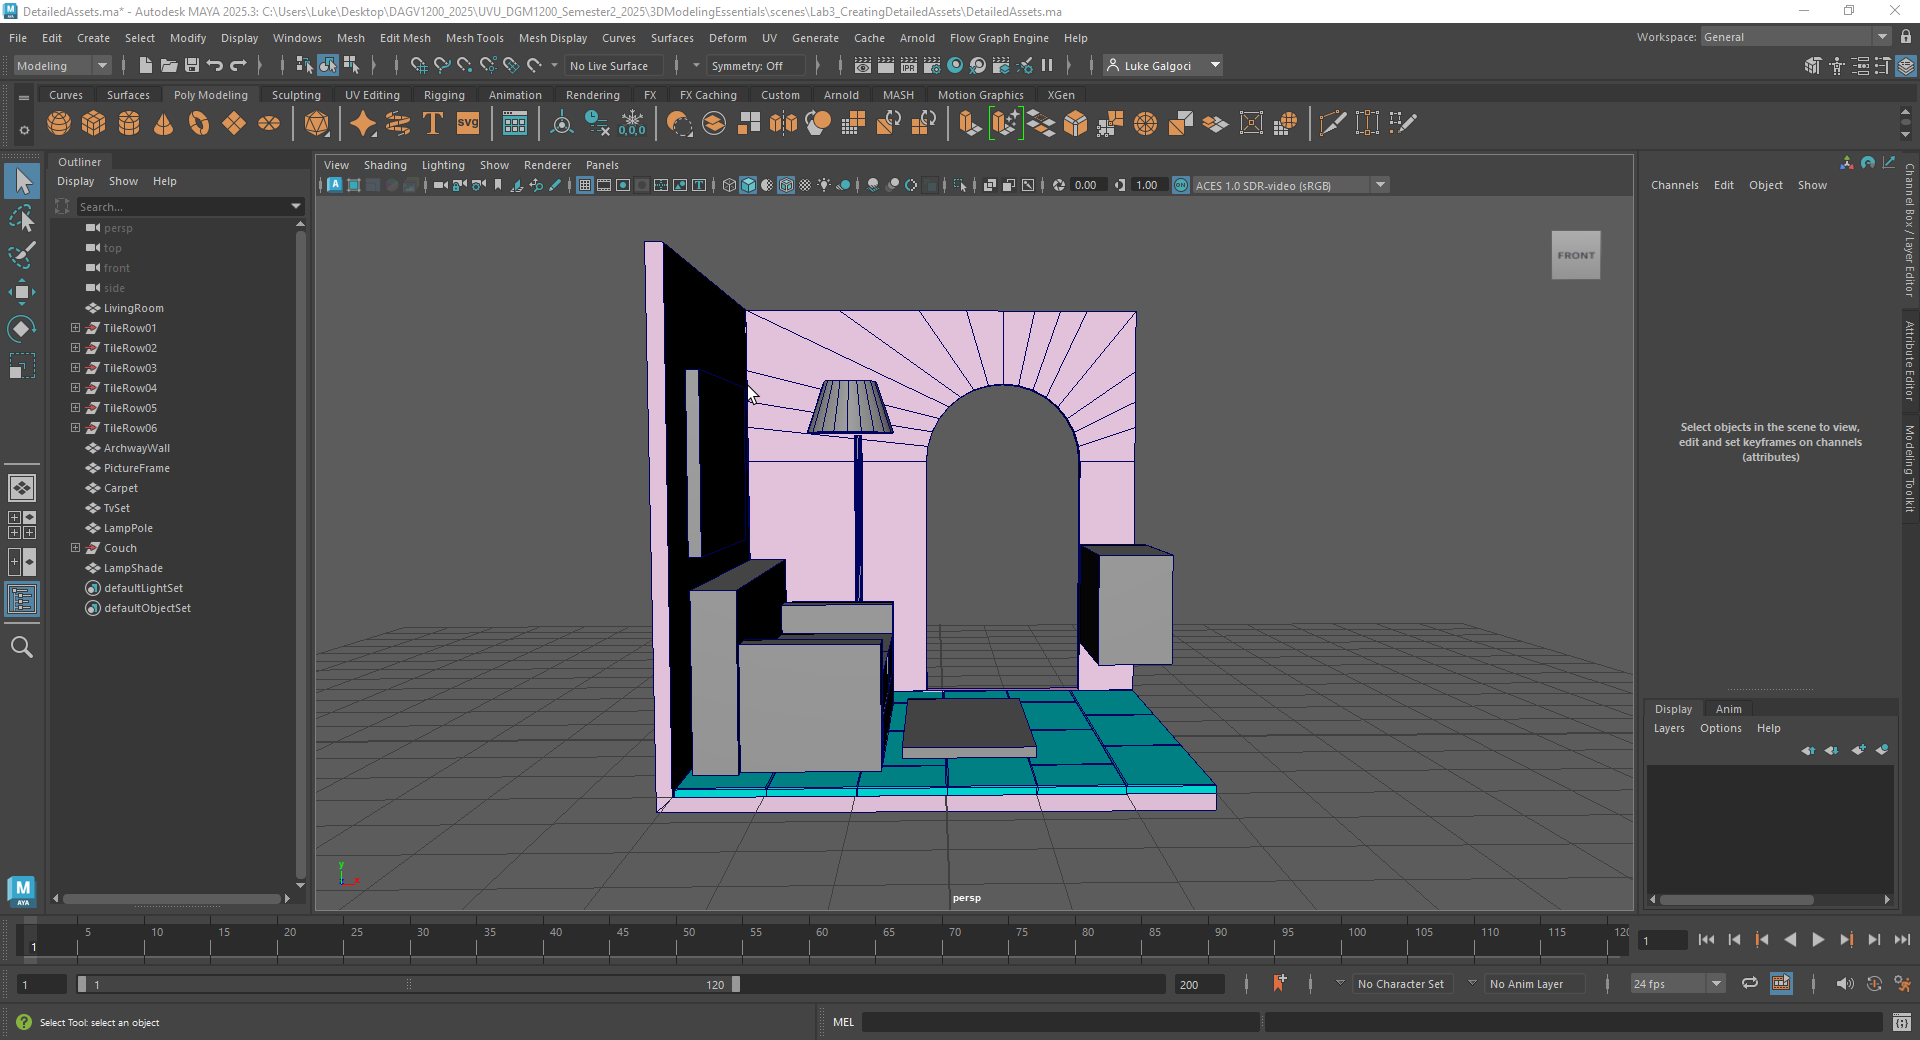 DetailedAssets.ma* - Autodesk MAYA 2025.3: C:\Users\Luke\Desktop\DAGV1200_2025\UVU_DGM1200_Semester2_2025\3DModelingEssentials\scenes\Lab3_CreatingDetailedAssets\DetailedAssets.ma
File Edit Create Select Modify Display Windows Mesh Edit Mesh Mesh Tools Mesh Display Curves Surfaces Deform UV Generate Cache Arnold Flow Graph Engine Help Workspace: General
Modeling No Live Surface Symmetry: Off IPR Luke Galgoci
Curves Surfaces Poly Modeling Sculpting UV Editing Rigging Animation Rendering FX FX Caching Custom Arnold MASH Motion Graphics XGen
T SVG 0,0,0
Outliner
Display Show Help
Search...
persp
top
front
side
LivingRoom
TileRow01
TileRow02
TileRow03
TileRow04
TileRow05
TileRow06
ArchwayWall
PictureFrame
Carpet
TvSet
LampPole
Couch
LampShade
defaultLightSet
defaultObjectSet
M
AYA
View Shading Lighting Show Renderer Panels
0.00 1.00 ON ACES 1.0 SDR-video (sRGB)
FRONT
y
persp
Channels Edit Object Show
Select objects in the scene to view,
edit and set keyframes on channels
(attributes)
Channel Box / Layer Editor
Attribute Editor
Modeling Toolkit
Display Anim
Layers Options Help
1 5 10 15 20 25 30 35 40 45 50 55 60 65 70 75 80 85 90 95 100 105 110 115 120
1
1 1 120 200 No Character Set No Anim Layer 24 fps
Select Tool: select an object MEL